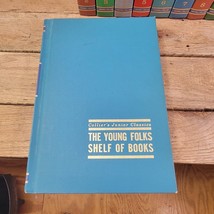 Collier's Junior Classics
THE YOUNG FOLKS
SHELF OF BOOKS